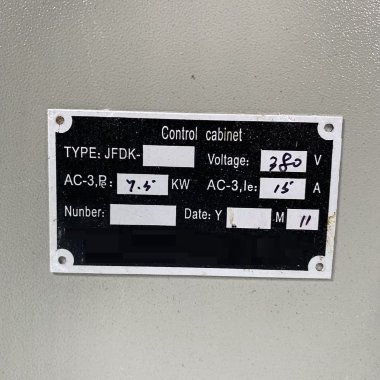 Control cabinet
TYPE: JFDK- Voltage: 380 V
AC-3,P: 7.5 KW AC-3,Ie: 15 A
Nunber: Date: Y M 11